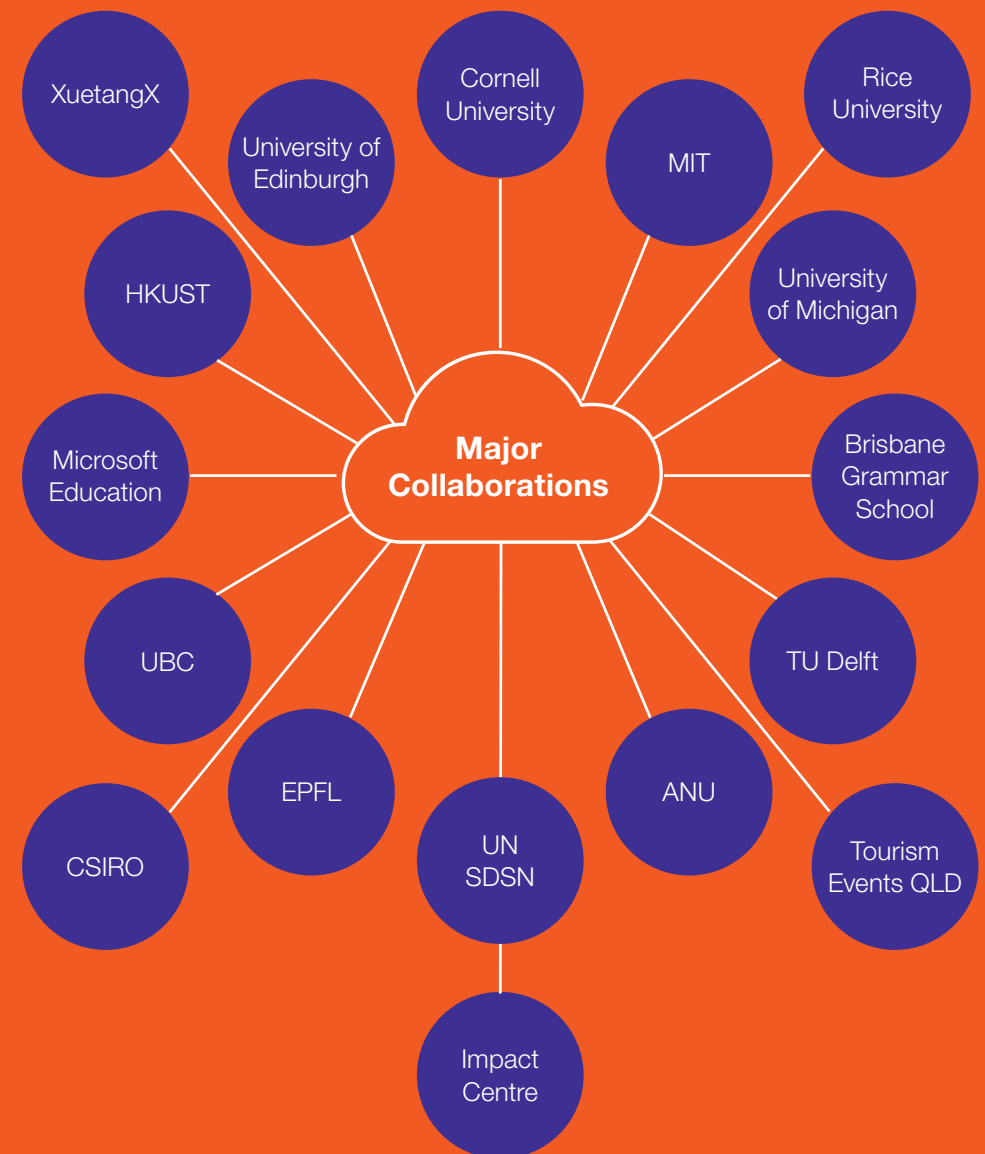 XuetangX
Cornell
University
Rice
University
University of
Edinburgh
MIT
HKUST
University
of Michigan
Major
Collaborations
Microsoft
Education
Brisbane
Grammar
School
UBC
TU Delft
EPFL
ANU
CSIRO
UN
SDSN
Tourism
Events QLD
Impact
Centre